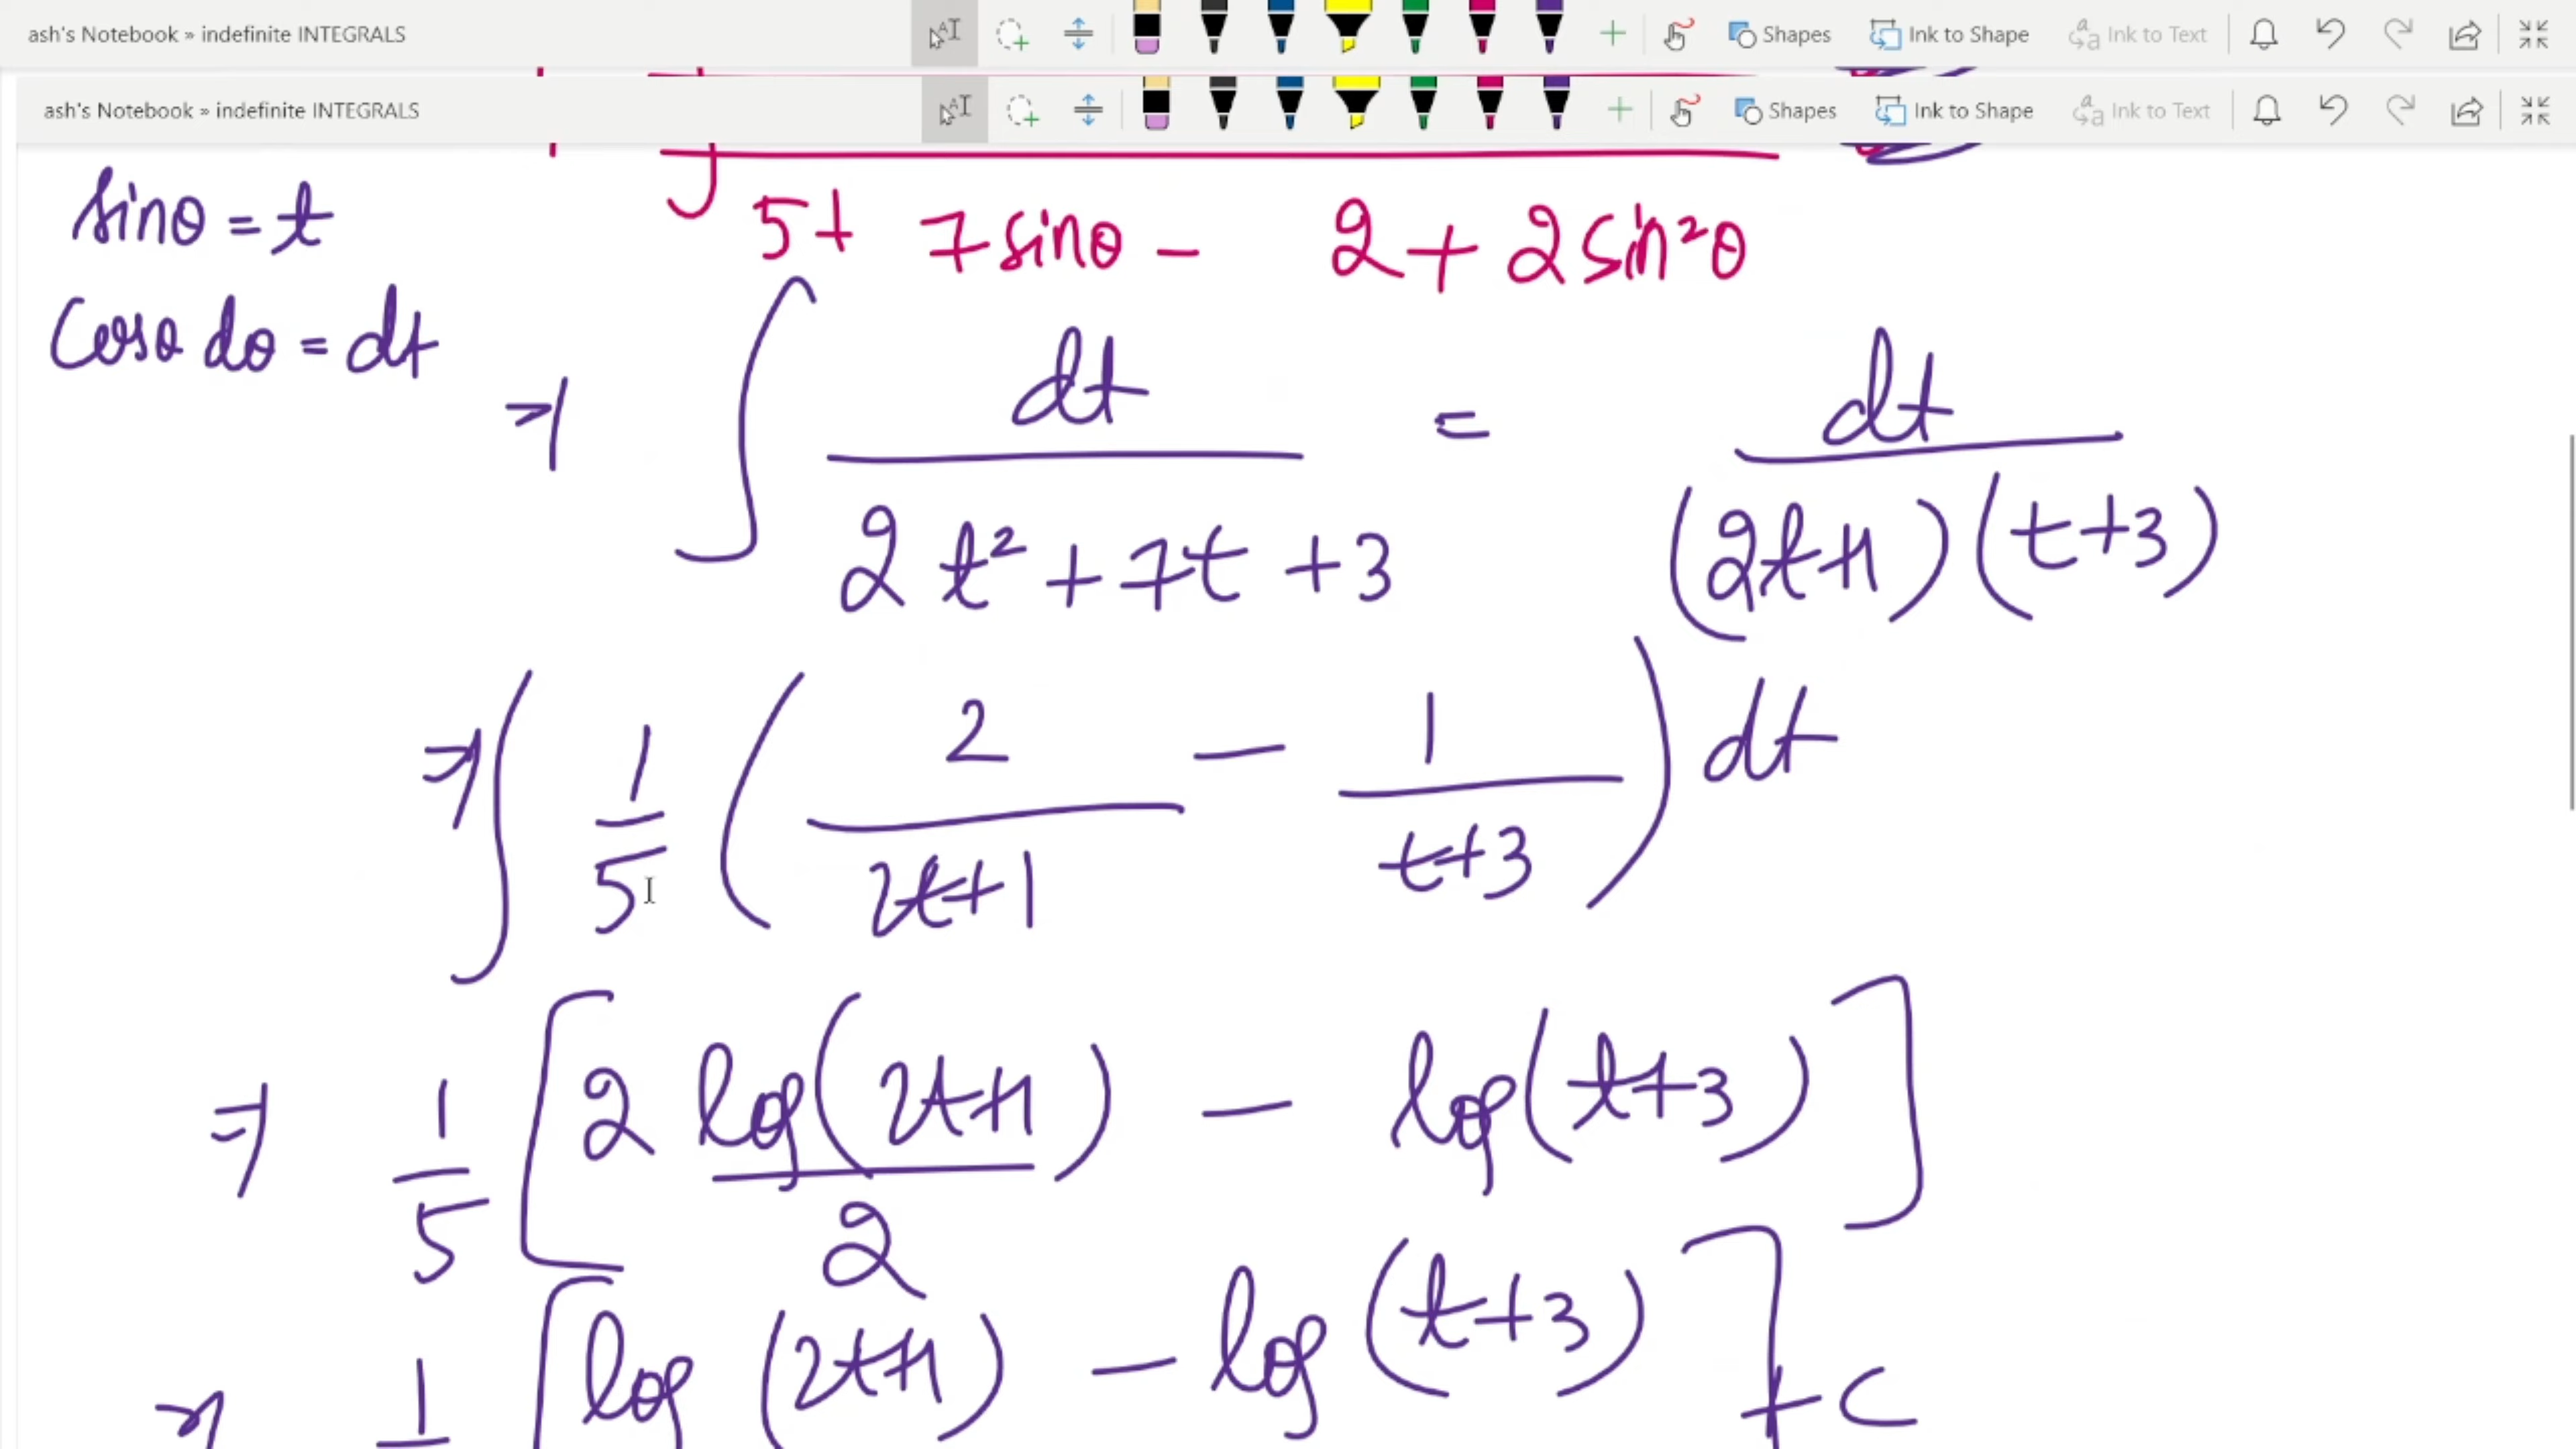 ash's Notebook » indefinite INTEGRALS Shapes Ink to Shape Ink to Text
ash's Notebook » indefinite INTEGRALS Shapes Ink to Shape Ink to Text
sinθ = t
5 + 7 sinθ - 2 + 2 sin²θ
Cosθ dθ = dt
⇒ ∫ dt / (2t² + 7t + 3) = dt / ((2t+1)(t+3))
⇒ ∫ 1/5 (2/(2t+1) - 1/(t+3)) dt
⇒ 1/5 [2 log(2t+1)/2 - log(t+3)]
⇒ 1 [log (2t+1) - log (t+3)] + c